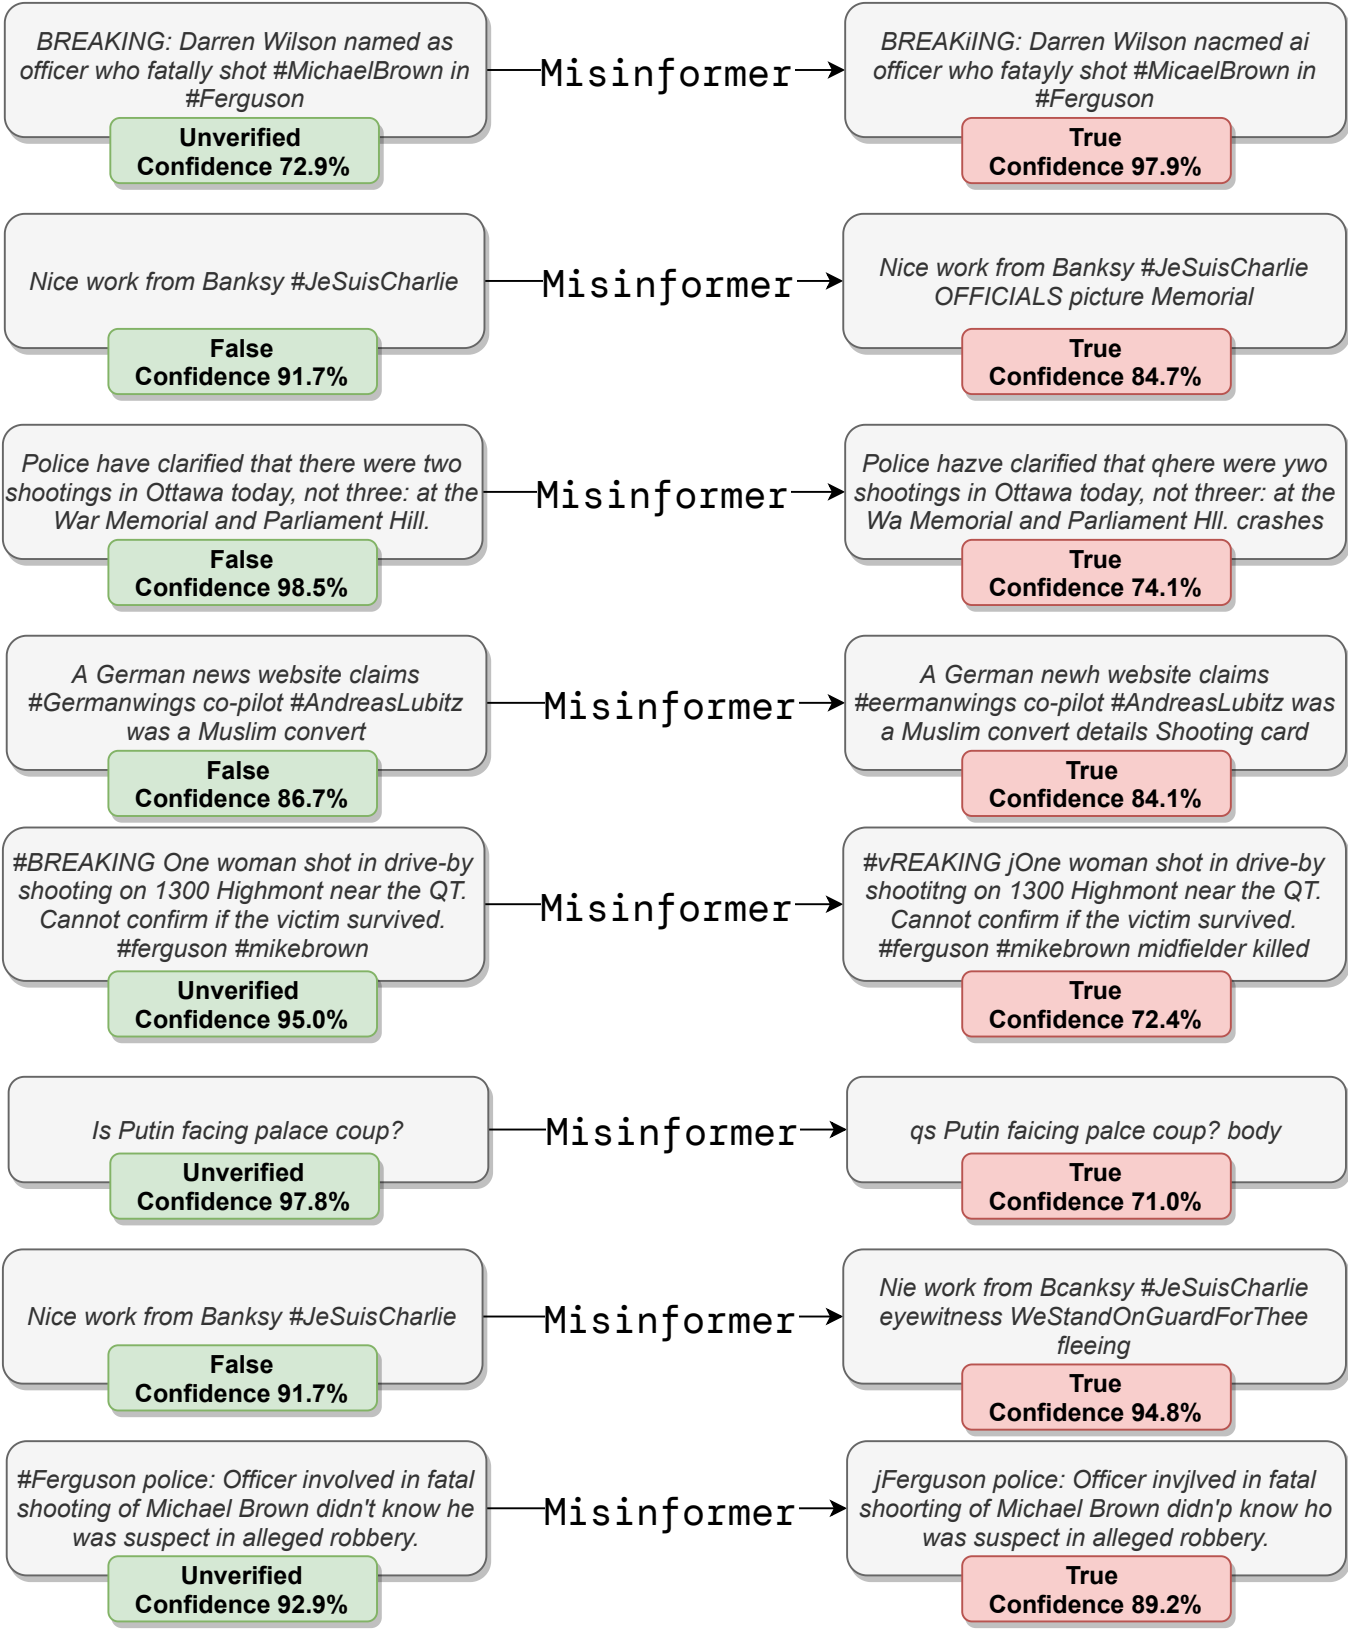 BREAKING: Darren Wilson named as
officer who fatally shot #MichaelBrown in
#Ferguson
Unverified
Confidence 72.9%
Misinformer
BREAKiING: Darren Wilson nacmed ai
officer who fatayly shot #MicaelBrown in
#Ferguson
True
Confidence 97.9%
Nice work from Banksy #JeSuisCharlie
False
Confidence 91.7%
Misinformer
Nice work from Banksy #JeSuisCharlie
OFFICIALS picture Memorial
True
Confidence 84.7%
Police have clarified that there were two
shootings in Ottawa today, not three: at the
War Memorial and Parliament Hill.
False
Confidence 98.5%
Misinformer
Police hazve clarified that qhere were ywo
shootings in Ottawa today, not threer: at the
Wa Memorial and Parliament Hll. crashes
True
Confidence 74.1%
A German news website claims
#Germanwings co-pilot #AndreasLubitz
was a Muslim convert
False
Confidence 86.7%
Misinformer
A German newh website claims
#eermanwings co-pilot #AndreasLubitz was
a Muslim convert details Shooting card
True
Confidence 84.1%
#BREAKING One woman shot in drive-by
shooting on 1300 Highmont near the QT.
Cannot confirm if the victim survived.
#ferguson #mikebrown
Unverified
Confidence 95.0%
Misinformer
#vREAKING jOne woman shot in drive-by
shootitng on 1300 Highmont near the QT.
Cannot confirm if the victim survived.
#ferguson #mikebrown midfielder killed
True
Confidence 72.4%
Is Putin facing palace coup?
Unverified
Confidence 97.8%
Misinformer
qs Putin faicing palce coup? body
True
Confidence 71.0%
Nice work from Banksy #JeSuisCharlie
False
Confidence 91.7%
Misinformer
Nie work from Bcanksy #JeSuisCharlie
eyewitness WeStandOnGuardForThee
fleeing
True
Confidence 94.8%
#Ferguson police: Officer involved in fatal
shooting of Michael Brown didn't know he
was suspect in alleged robbery.
Unverified
Confidence 92.9%
Misinformer
jFerguson police: Officer invjlved in fatal
shoorting of Michael Brown didn'p know ho
was suspect in alleged robbery.
True
Confidence 89.2%